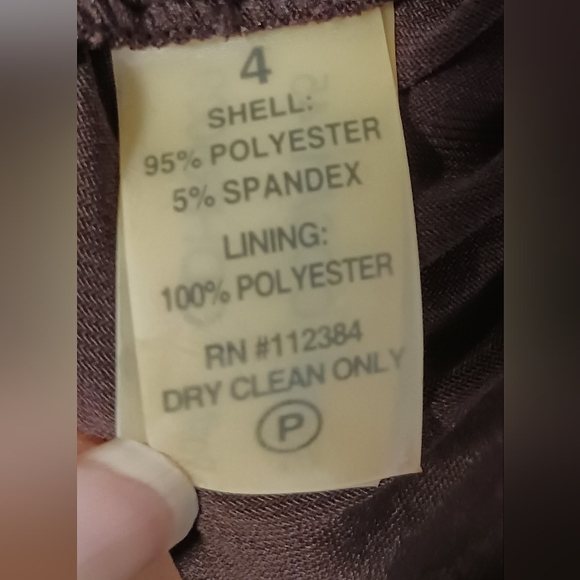 4
SHELL:
95% POLYESTER
5% SPANDEX
LINING:
100% POLYESTER
RN #112384
DRY CLEAN ONLY
P